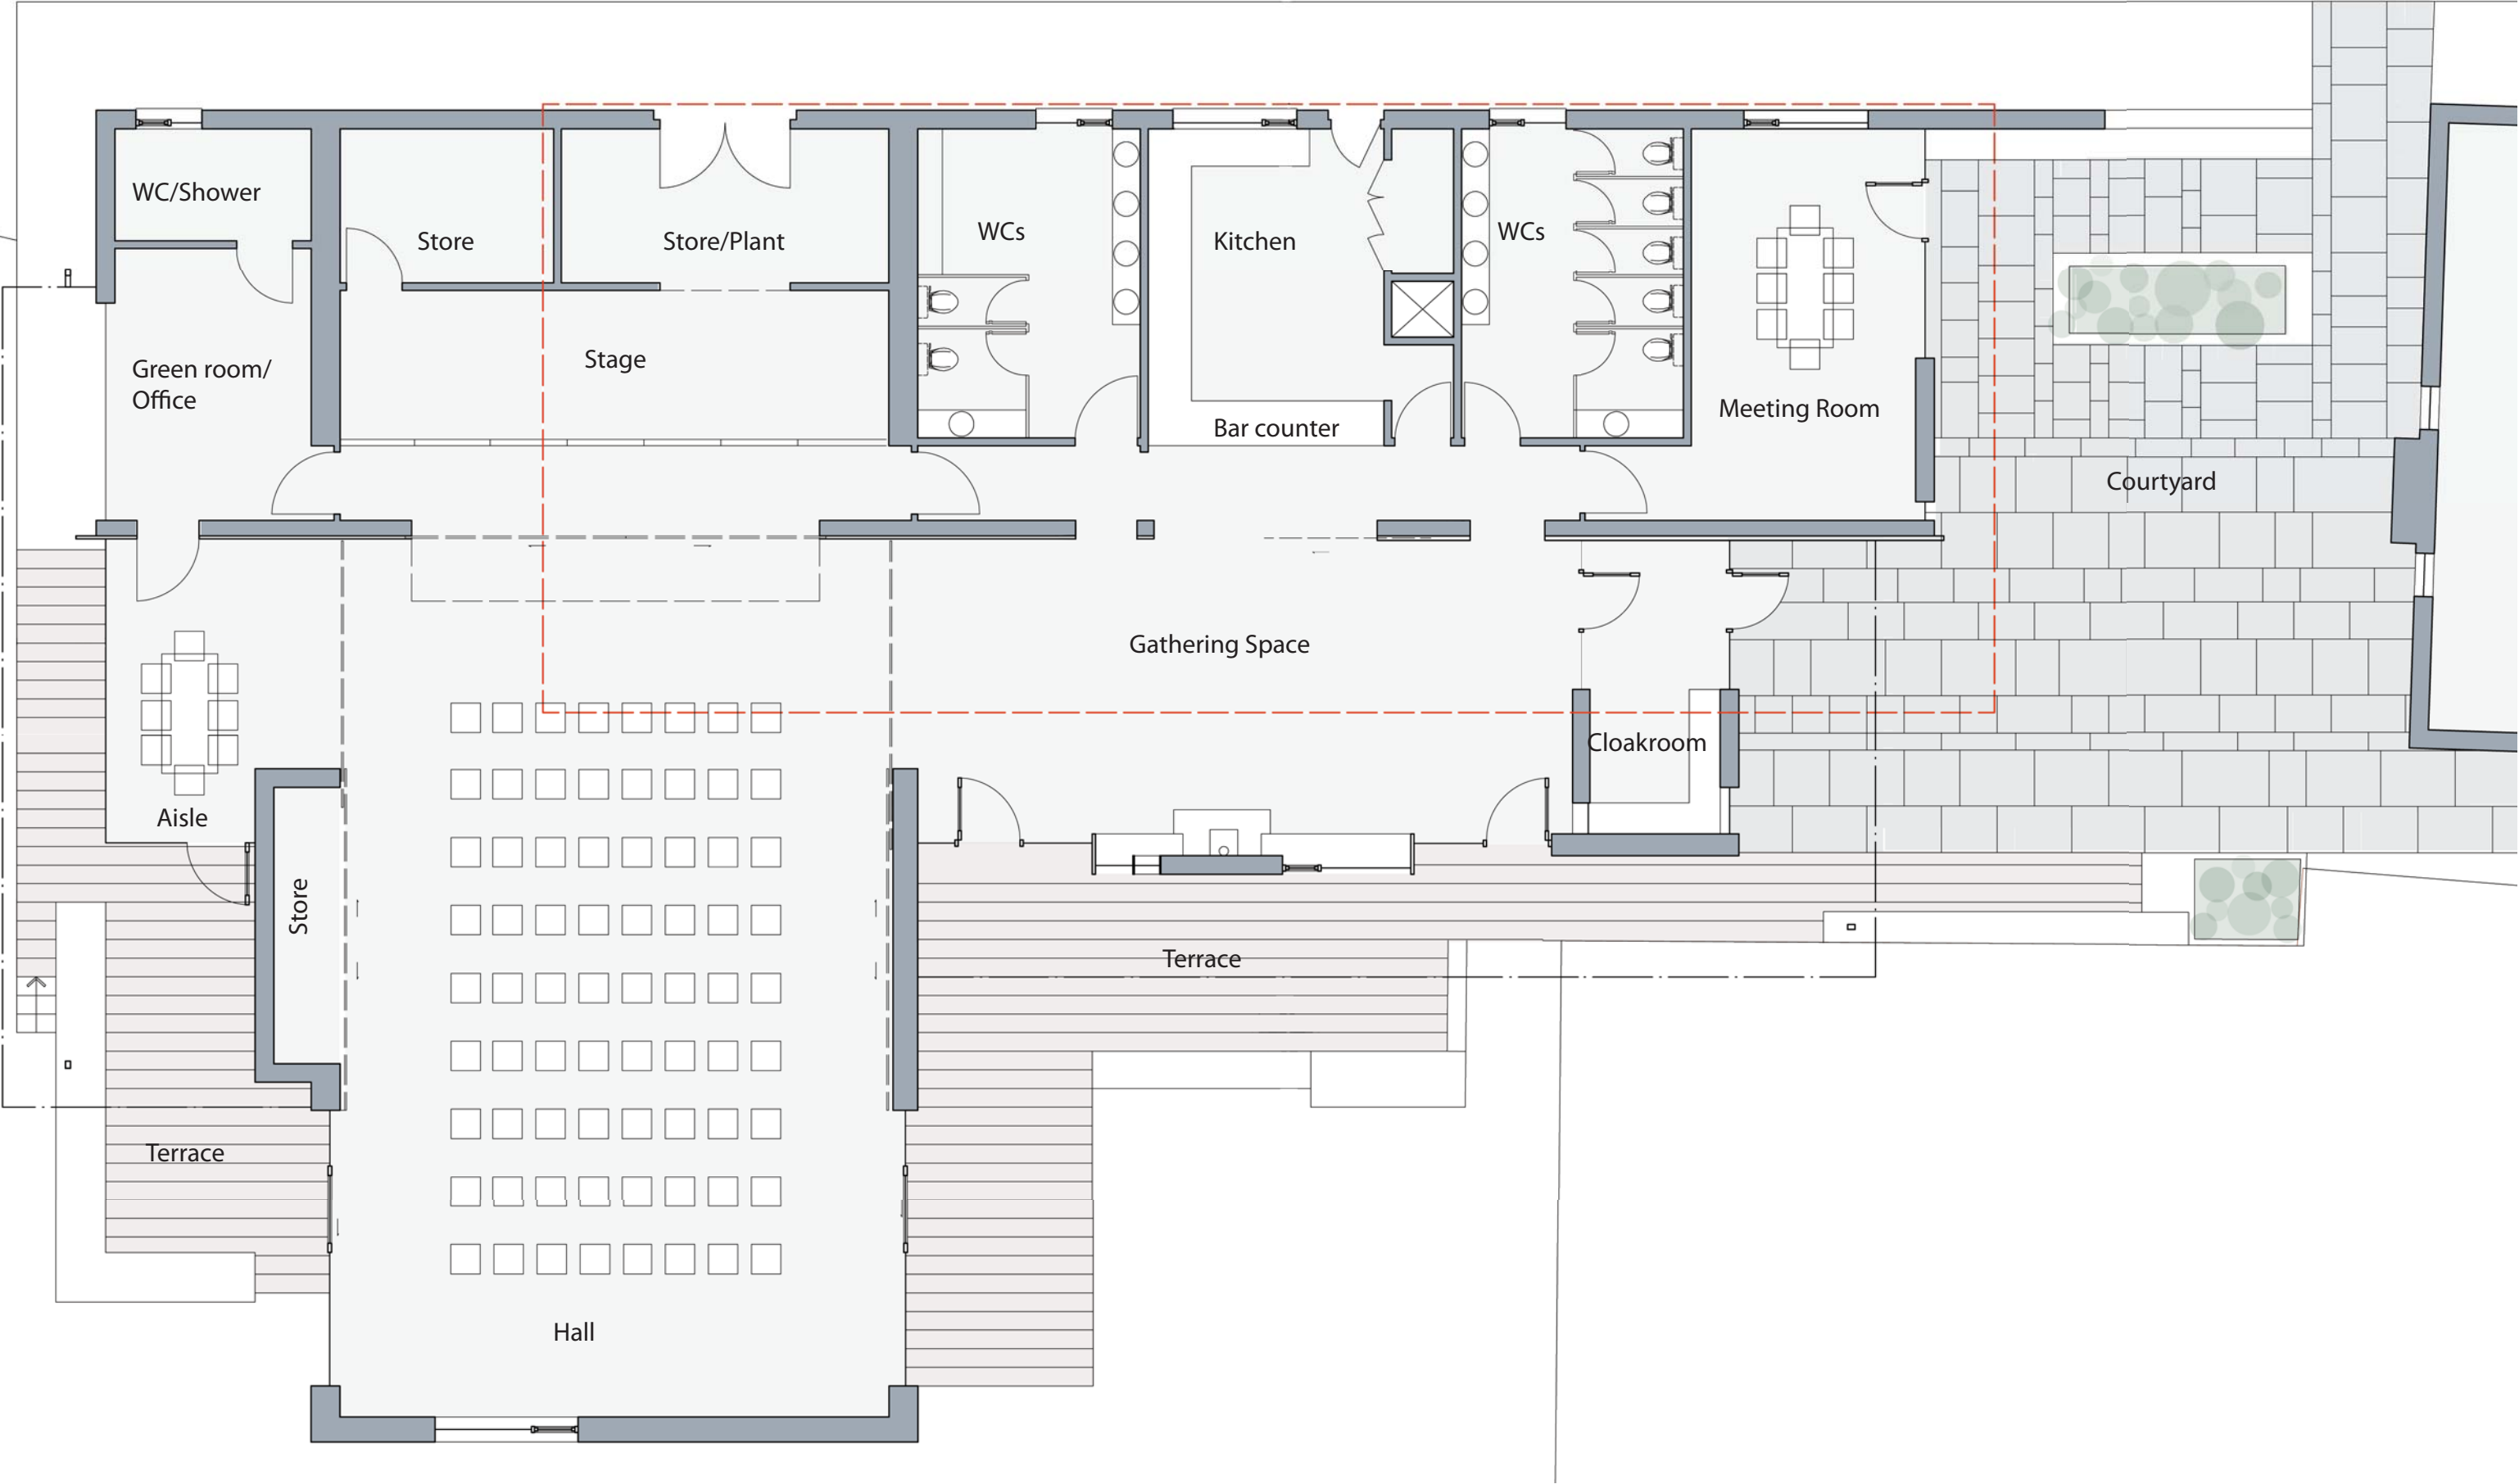 WC/Shower
Store
Store/Plant
WCs
Kitchen
WCs
Green room/
Office
Stage
Bar counter
Meeting Room
Courtyard
Gathering Space
Cloakroom
Aisle
Store
Terrace
Terrace
Hall